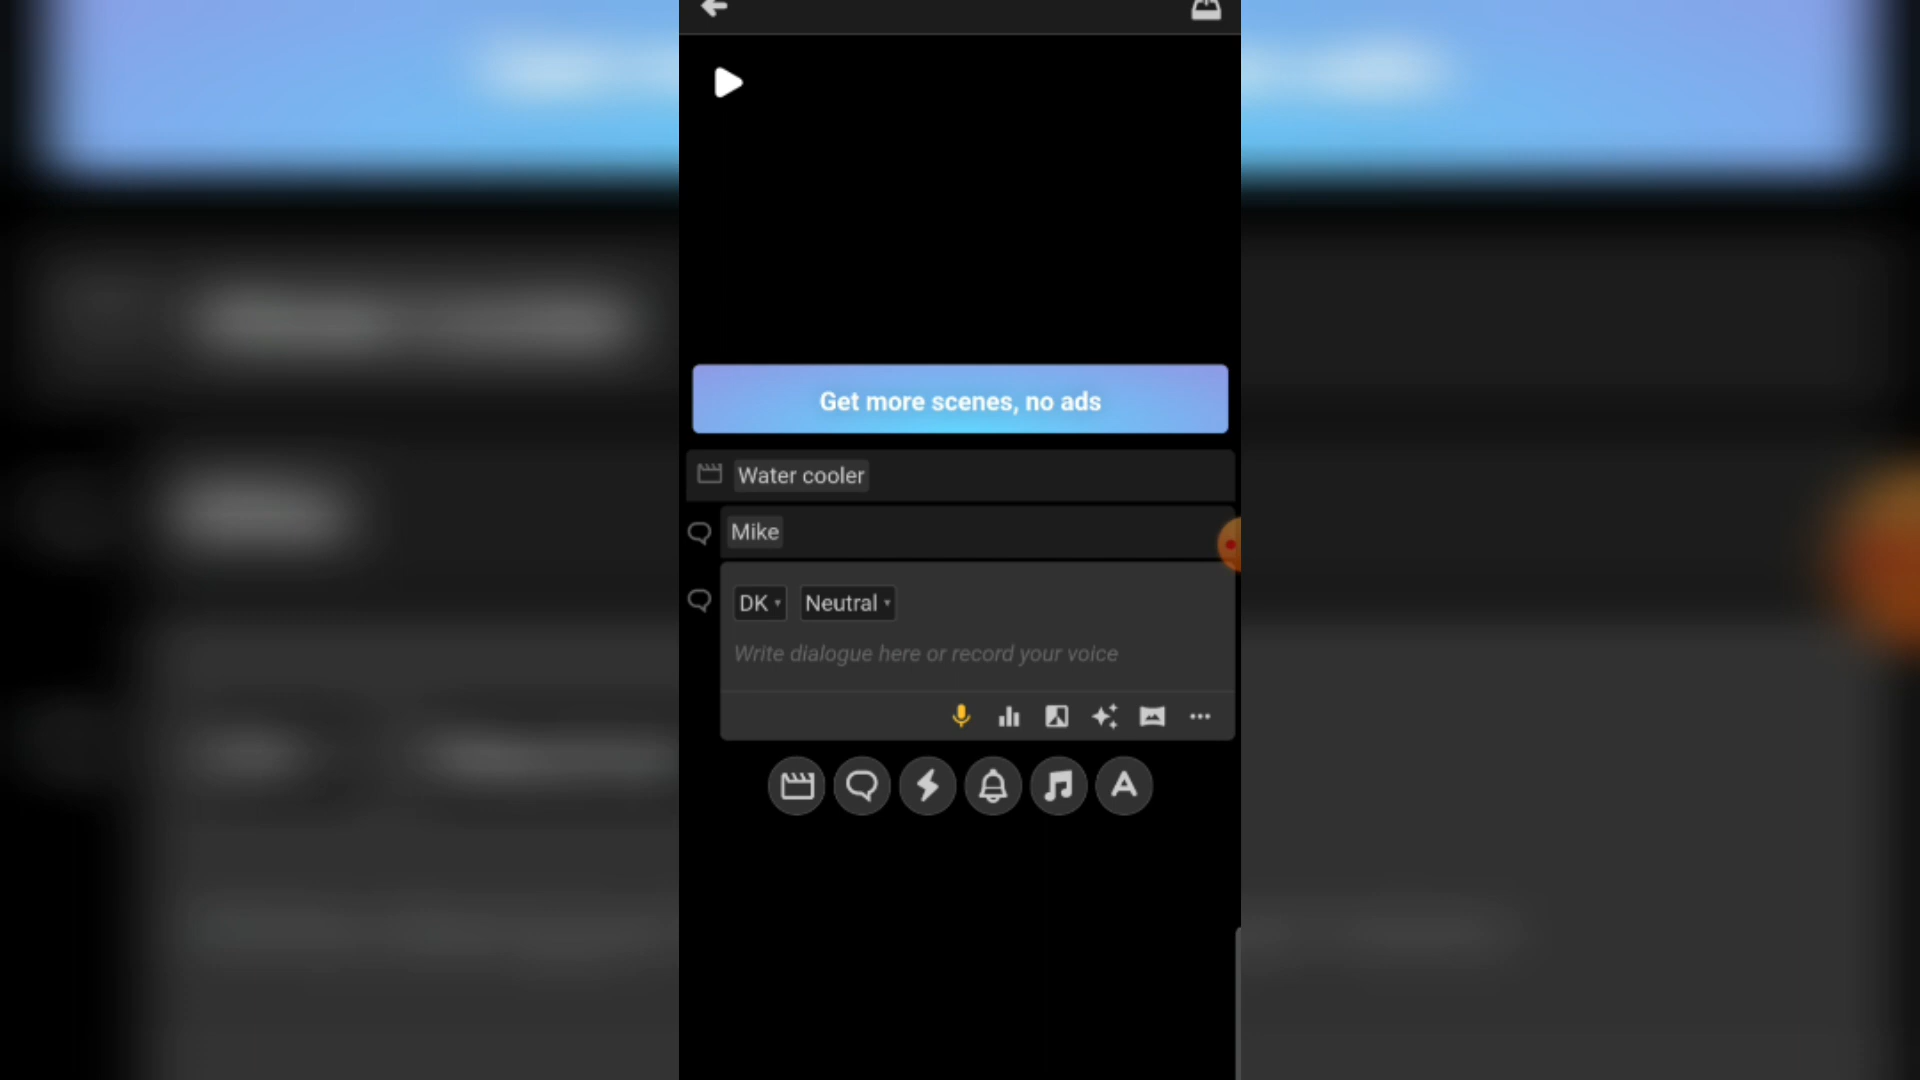 Get more scenes, no ads
Water cooler
Mike
DK Neutral
Write dialogue here or record your voice